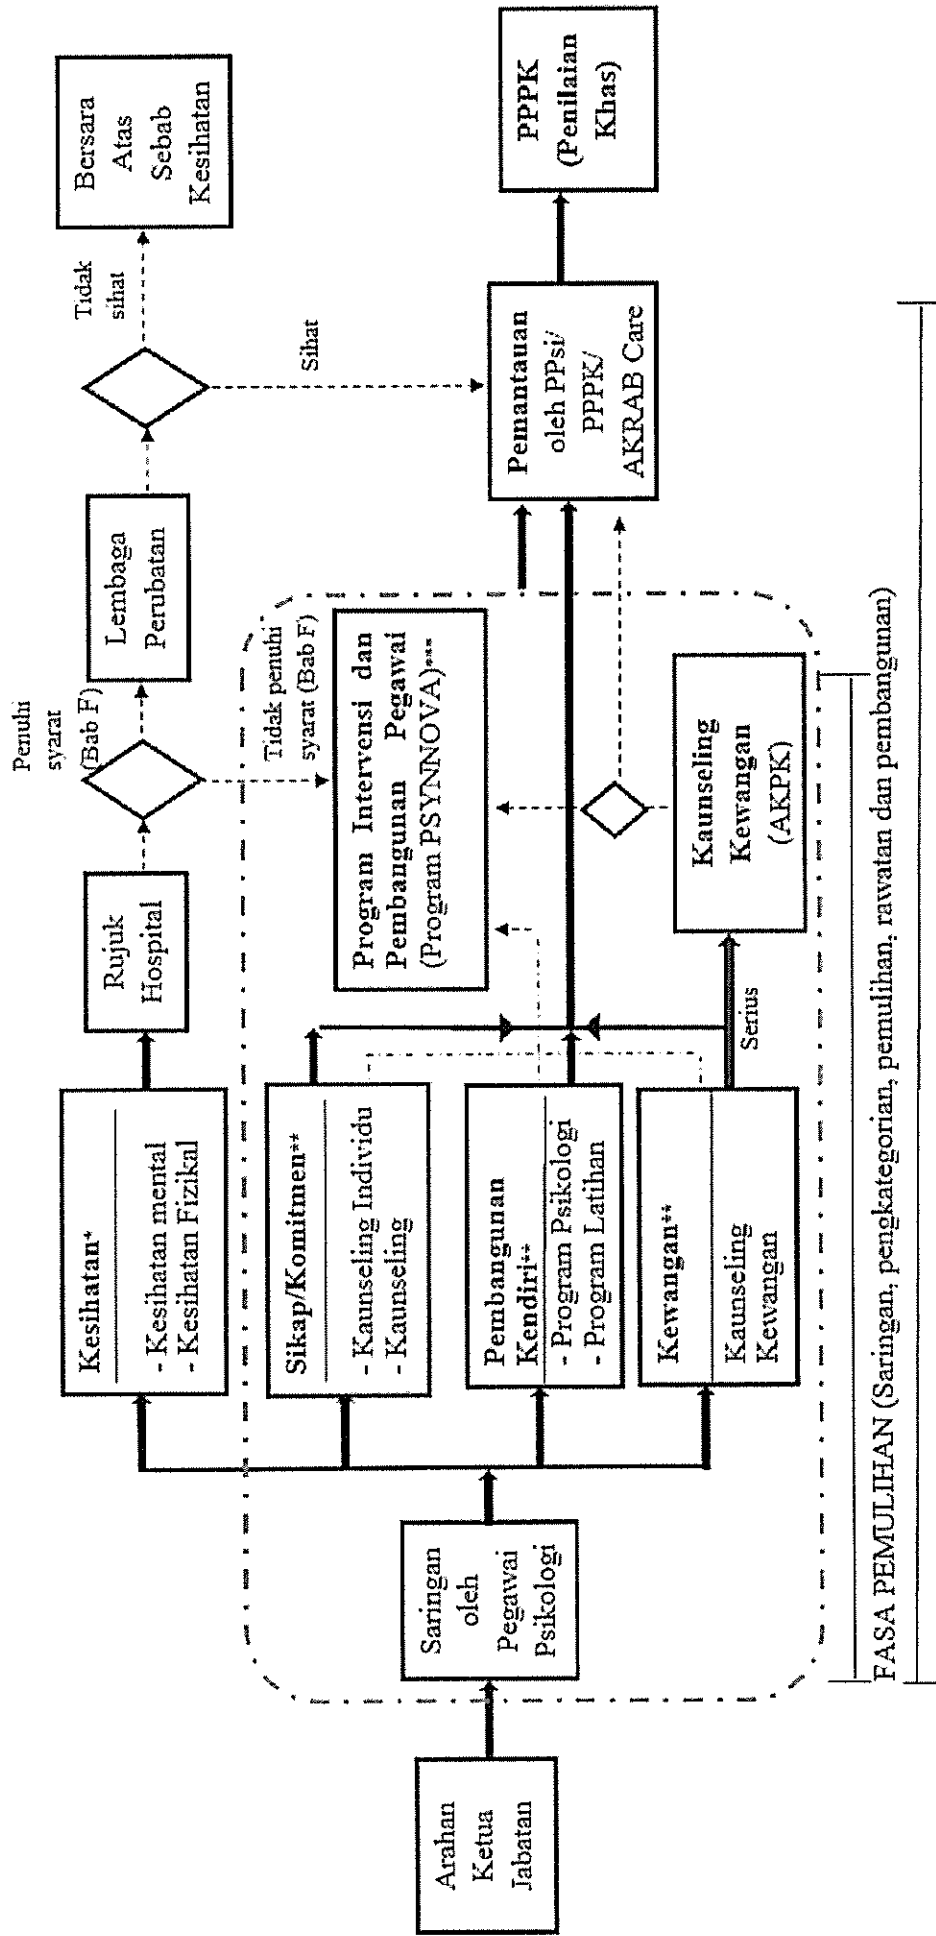 Arahan
Ketua
Jabatan
Saringan
oleh
Pegawai
Psikologi
Kesihatan*
- Kesihatan mental
- Kesihatan Fizikal
Sikap/Komitmen**
- Kaunseling Individu
- Kaunseling
Pembangunan
Kendiri**
- Program Psikologi
- Program Latihan
Kewangan**
Kaunseling
Kewangan
Rujuk
Hospital
Penuhi
syarat
(Bab F)
Tidak penuhi
syarat (Bab F)
Program Intervensi dan
Pembangunan Pegawai
(Program PSYNNOVA)***
Serius
Kaunseling
Kewangan
(AKPK)
Lembaga
Perubatan
Tidak
sihat
Sihat
Bersara
Atas
Sebab
Kesihatan
Pemantauan
oleh PPsi/
PPPK/
AKRAB Care
PPPK
(Penilaian
Khas)
FASA PEMULIHAN (Saringan, pengkategorian, pemulihan, rawatan dan pembangunan)